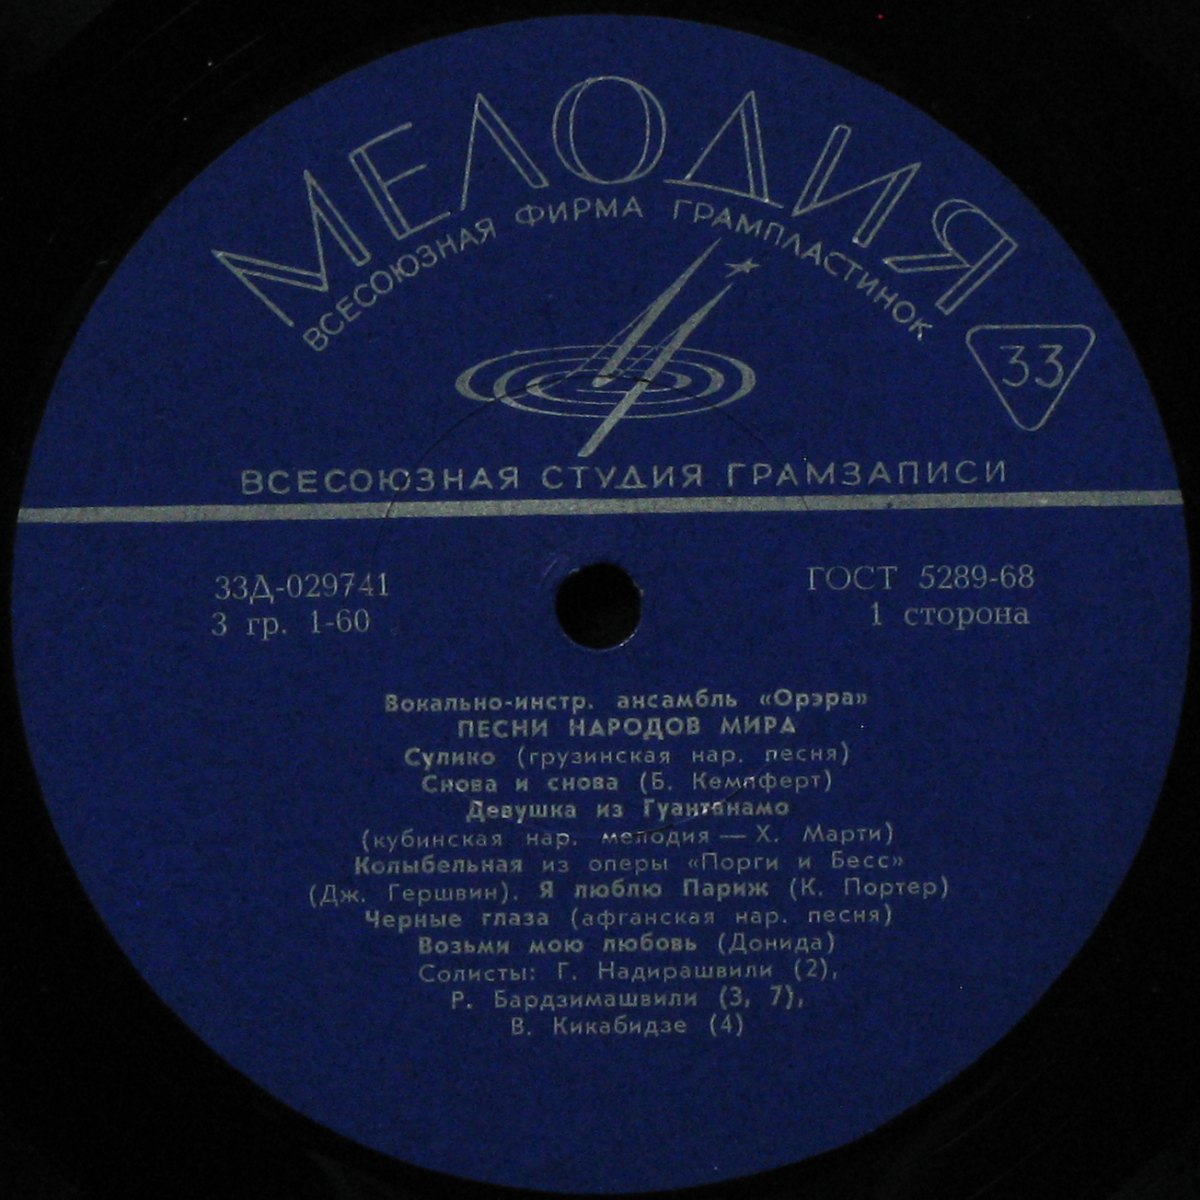 МЕЛОДИЯ
ВСЕСОЮЗНАЯ ФИРМА ГРАМПЛАСТИНОК
33
ВСЕСОЮЗНАЯ СТУДИЯ ГРАМЗАПИСИ
33Д-029741
3 гр. 1-60
ГОСТ 5289-68
1 сторона
Вокально-инстр. ансамбль «Орэра»
ПЕСНИ НАРОДОВ МИРА
Сулико (грузинская нар. песня)
Снова и снова (Б. Кемпферт)
Девушка из Гуантанамо
(кубинская нар. мелодия — Х. Марти)
Колыбельная из оперы «Порги и Бесс»
(Дж. Гершвин). Я люблю Париж (К. Портер)
Черные глаза (афганская нар. песня)
Возьми мою любовь (Донида)
Солисты: Г. Надирашвили (2),
Р. Бардзимашвили (3, 7),
В. Кикабидзе (4)